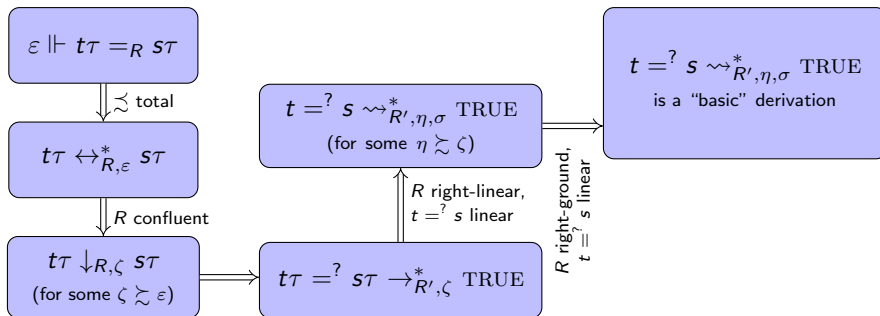 ε ⊩ tτ =_R sτ
≾ total
tτ ↔*_{R,ε} sτ
R confluent
tτ ↓_{R,ζ} sτ
(for some ζ ≿ ε)
tτ =? sτ →*_{R′,ζ} TRUE
R right-linear,
t =? s linear
t =? s ⇝*_{R′,η,σ} TRUE
(for some η ≿ ζ)
R right-ground,
t =? s linear
t =? s ⇝*_{R′,η,σ} TRUE
is a “basic” derivation